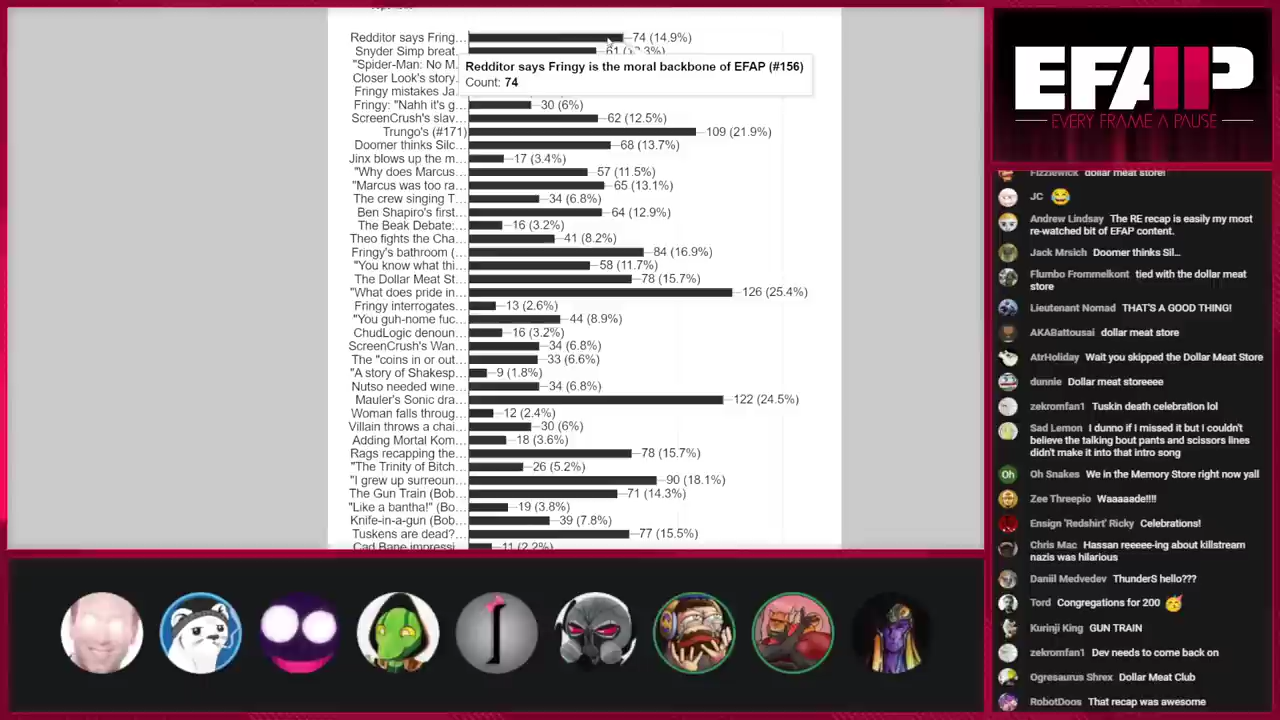 Redditor says Fring… 74 (14.9%)
Snyder Simp breat… 61
"Spider-Man: No M…
Closer Look's story…
Fringy mistakes Ja…
Redditor says Fringy is the moral backbone of EFAP (#156)
Count: 74
Fringy: "Nahh it's g… 30 (6%)
ScreenCrush's slav… 62 (12.5%)
Trungo's (#171) 109 (21.9%)
Doomer thinks Silc… 68 (13.7%)
Jinx blows up the m… 17 (3.4%)
"Why does Marcus… 57 (11.5%)
"Marcus was too ra… 65 (13.1%)
The crew singing T… 34 (6.8%)
Ben Shapiro's first… 64 (12.9%)
The Beak Debate:… 16 (3.2%)
Theo fights the Cha… 41 (8.2%)
Fringy's bathroom (… 84 (16.9%)
"You know what thi… 58 (11.7%)
The Dollar Meat St… 78 (15.7%)
"What does pride in… 126 (25.4%)
Fringy interrogates… 13 (2.6%)
"You guh-nome fuc… 44 (8.9%)
ChudLogic denoun… 16 (3.2%)
ScreenCrush's Wan… 34 (6.8%)
The "coins in or out… 33 (6.6%)
"A story of Shakesp… 9 (1.8%)
Nutso needed wine… 34 (6.8%)
Mauler's Sonic dra… 122 (24.5%)
Woman falls throug… 12 (2.4%)
Villain throws a chai… 30 (6%)
Adding Mortal Kom… 18 (3.6%)
Rags recapping the… 78 (15.7%)
"The Trinity of Bitch… 26 (5.2%)
"I grew up surreoun… 90 (18.1%)
The Gun Train (Bob… 71 (14.3%)
"Like a bantha!" (Bo… 19 (3.8%)
Knife-in-a-gun (Bob… 39 (7.8%)
Tuskens are dead?… 77 (15.5%)
Cad Bane impressi… 11 (2.2%)
EFAP
EVERY FRAME A PAUSE
Fizzlewick dollar meat store!
JC
Andrew Lindsay The RE recap is easily my most
re-watched bit of EFAP content.
Jack Mrsich Doomer thinks Sil…
Flumbo Frommelkont tied with the dollar meat
store
Lieutenant Nomad THAT'S A GOOD THING!
AKABattousai dollar meat store
AtrHoliday Wait you skipped the Dollar Meat Store
dunnie Dollar meat storeeee
zekromfan1 Tuskin death celebration lol
Sad Lemon I dunno if I missed it but I couldn't
believe the talking bout pants and scissors lines
didn't make it into that intro song
Oh
Oh Snakes We in the Memory Store right now yall
Zee Threepio Waaaaade!!!!
Ensign 'Redshirt' Ricky Celebrations!
Chris Mac Hassan reeeee-ing about killstream
nazis was hilarious
Daniil Medvedev ThunderS hello???
Tord Congregations for 200
Kurinji King GUN TRAIN
zekromfan1 Dev needs to come back on
Ogresaurus Shrex Dollar Meat Club
RobotDoos That recap was awesome